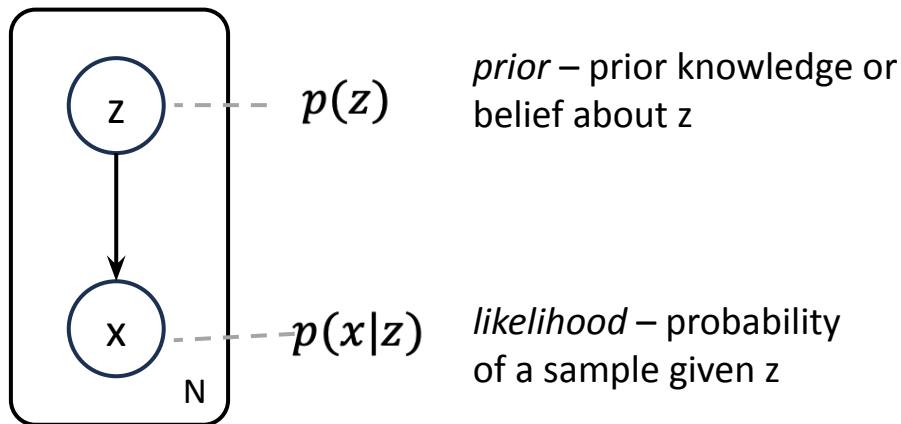 z
p(z)
prior – prior knowledge or
belief about z
x
p(x|z)
likelihood – probability
of a sample given z
N